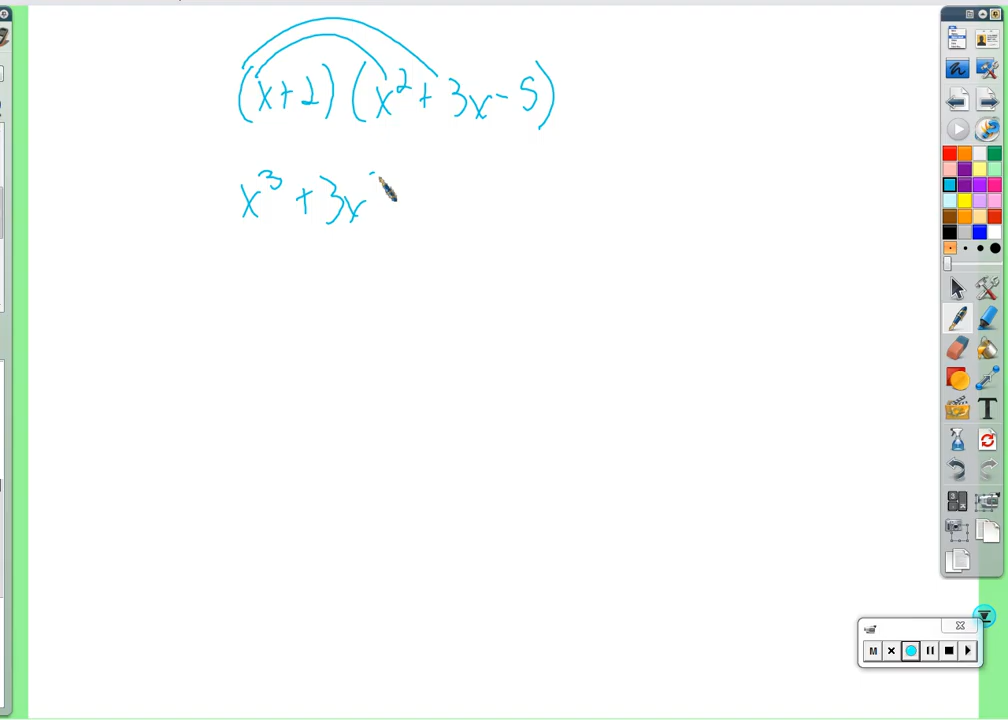 (x+2) (x²+3x-5)
x³ +3x
M
T